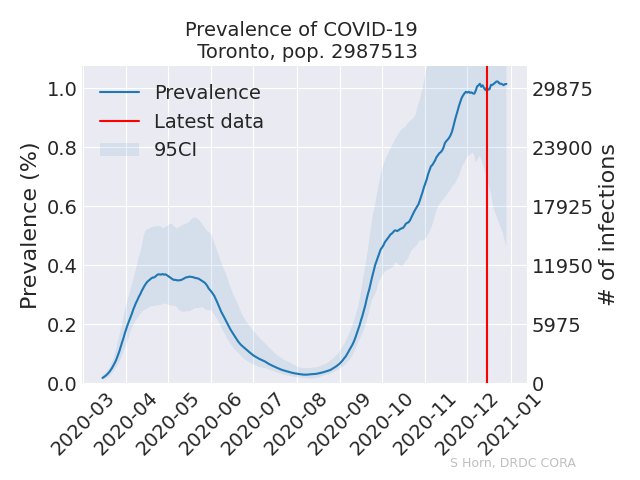 Prevalence of COVID-19
Toronto, pop. 2987513
Prevalence
Latest data
95CI
Prevalence (%)
1.0
0.8
0.6
0.4
0.2
0.0
29875
23900
17925
11950
5975
0
# of infections
2020-03
2020-04
2020-05
2020-06
2020-07
2020-08
2020-09
2020-10
2020-11
2020-12
2021-01
S Horn, DRDC CORA